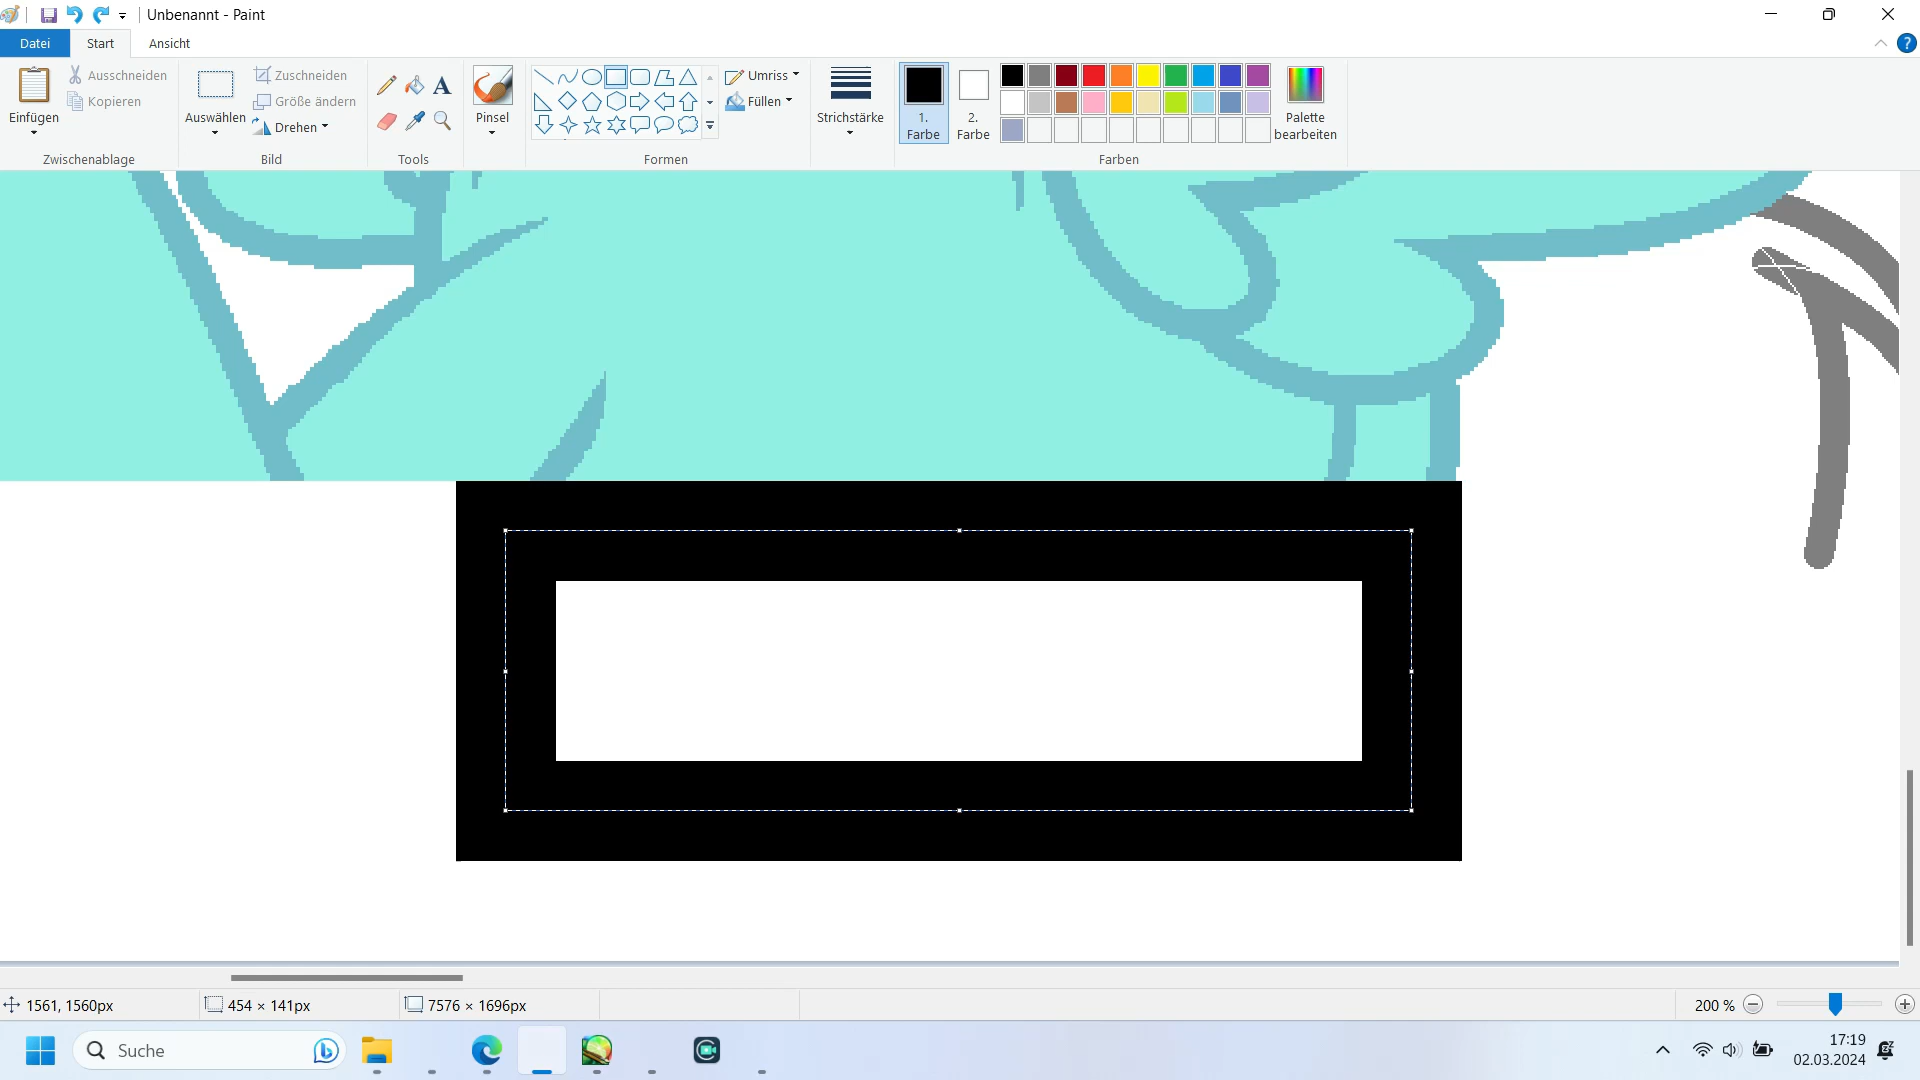 Unbenannt - Paint
Datei
Start
Ansicht
Einfügen
Ausschneiden
Kopieren
Zwischenablage
Auswählen
Zuschneiden
Größe ändern
Drehen
Bild
A
Tools
Pinsel
Umriss
Füllen
Formen
Strichstärke
1.
Farbe
2.
Farbe
Palette
bearbeiten
Farben
?
1561, 1560px
454 × 141px
7576 × 1696px
200 %
Suche
17:19
02.03.2024